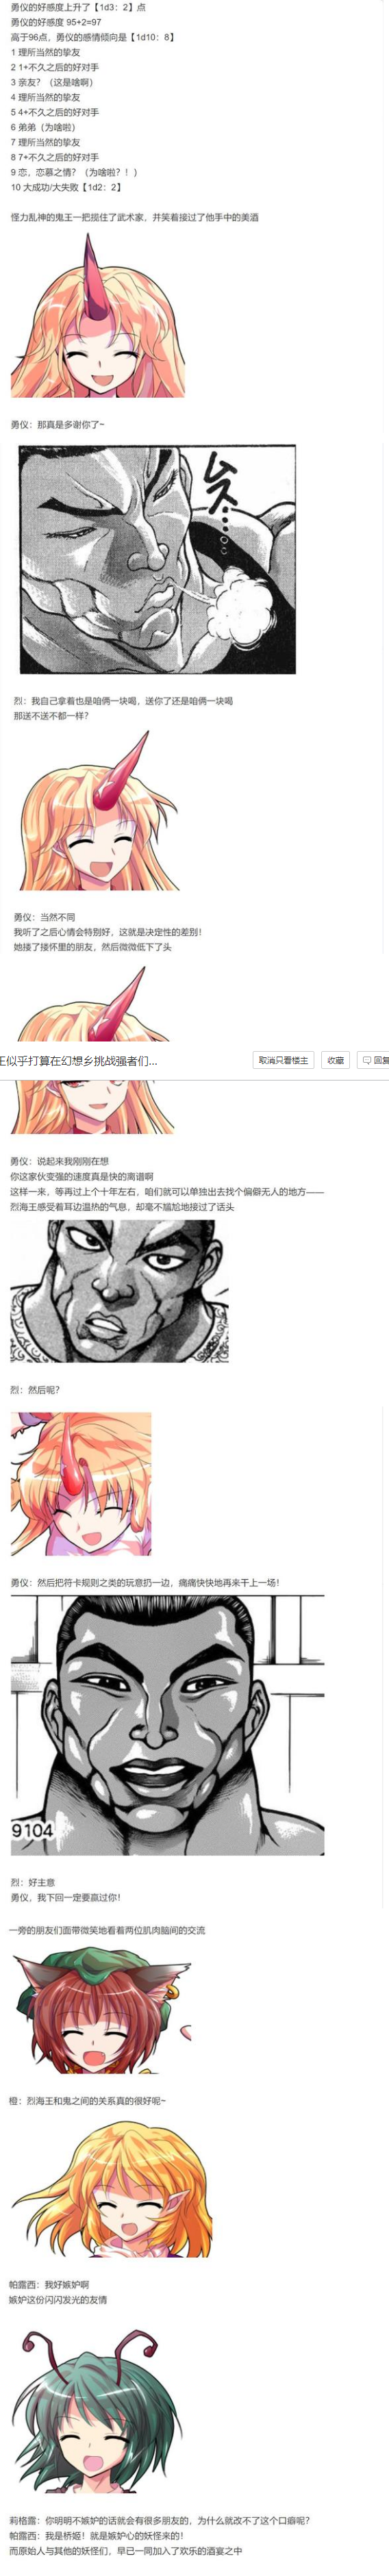 勇仪的好感度上升了【1d3：2】点
勇仪的好感度 95+2=97
高于96点，勇仪的感情倾向是【1d10：8】
1 理所当然的挚友
2 1+不久之后的好对手
3 亲友？（这是啥啊）
4 理所当然的挚友
5 4+不久之后的好对手
6 弟弟（为啥啦）
7 理所当然的挚友
8 7+不久之后的好对手
9 恋，恋慕之情？（为啥啦？！）
10 大成功/大失败【1d2：2】
怪力乱神的鬼王一把揽住了武术家，并笑着接过了他手中的美酒
勇仪：那真是多谢你了~
ムス…
烈：我自己拿着也是咱俩一块喝，送你了还是咱俩一块喝
那送不送不都一样？
勇仪：当然不同
我听了之后心情会特别好，这就是决定性的差别！
她搂了搂怀里的朋友，然后微微低下了头
王似乎打算在幻想乡挑战强者们...
取消只看楼主
收藏
回复
勇仪：说起来我刚刚在想
你这家伙变强的速度真是快的离谱啊
这样一来，等再过上个十年左右，咱们就可以单独出去找个偏僻无人的地方——
烈海王感受着耳边温热的气息，却毫不尴尬地接过了话头
烈：然后呢？
勇仪：然后把符卡规则之类的玩意扔一边，痛痛快快地再来干上一场！
9104
烈：好主意
勇仪，我下回一定要赢过你！
一旁的朋友们面带微笑地看着两位肌肉脑间的交流
橙：烈海王和鬼之间的关系真的很好呢~
帕露西：我好嫉妒啊
嫉妒这份闪闪发光的友情
莉格露：你明明不嫉妒的话就会有很多朋友的，为什么就改不了这个口癖呢？
帕露西：我是桥姬！就是嫉妒心的妖怪来的！
而原始人与其他的妖怪们，早已一同加入了欢乐的酒宴之中